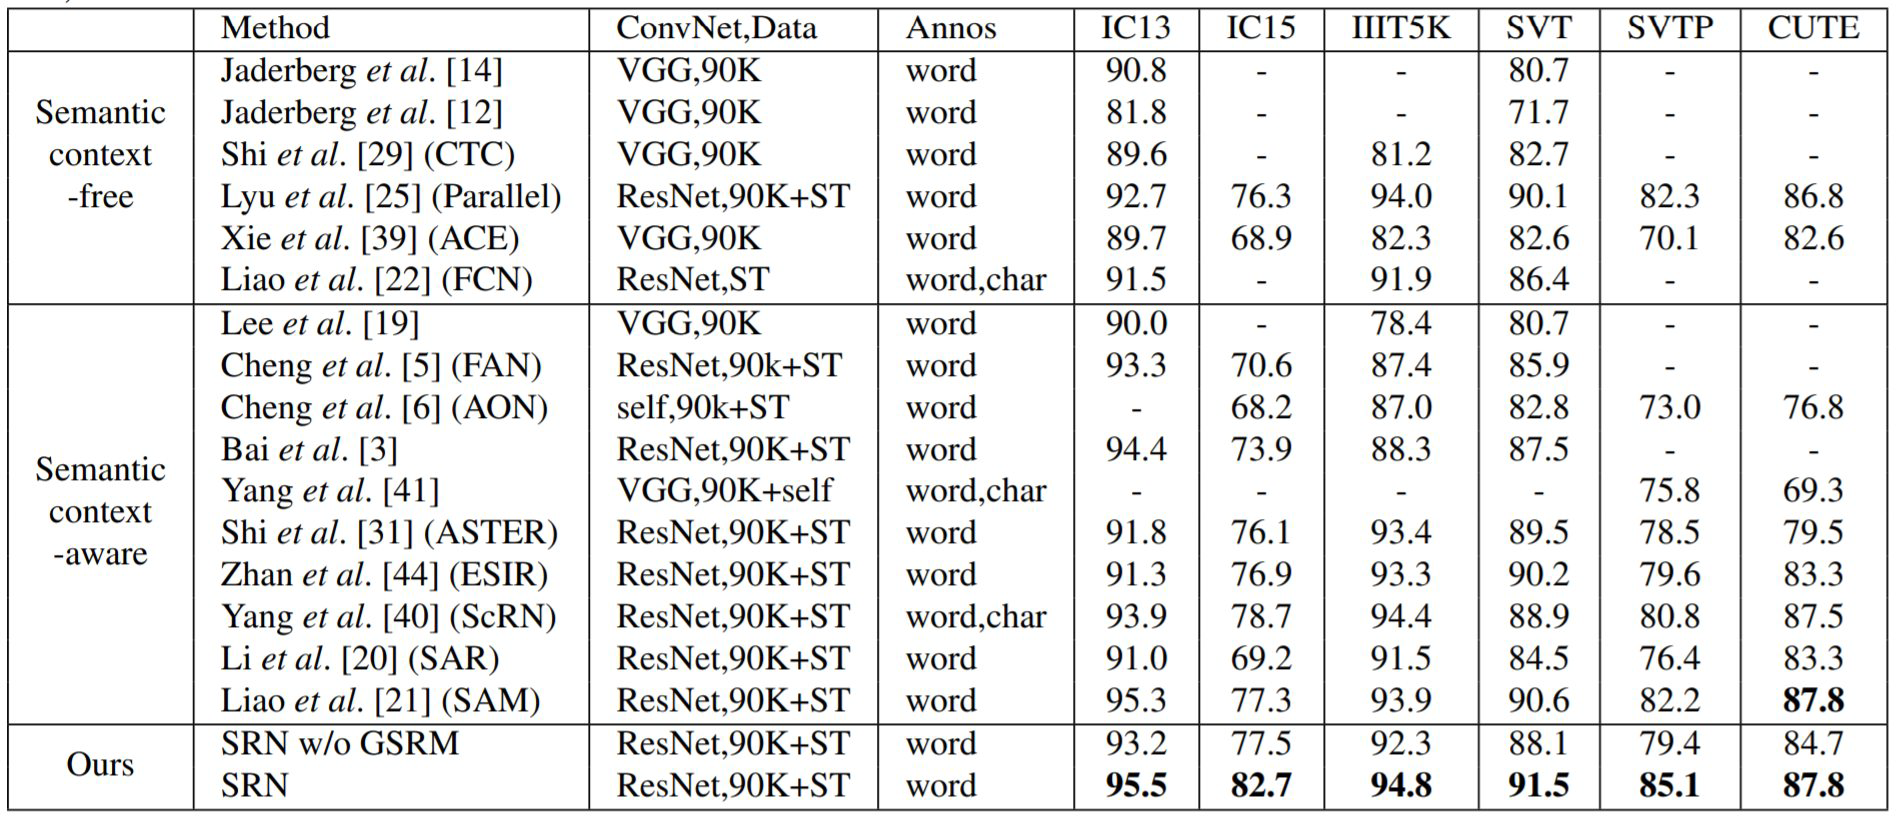 Method ConvNet,Data Annos IC13 IC15 IIIT5K SVT SVTP CUTE
Semantic context -free
Jaderberg et al. [14] VGG,90K word 90.8 - - 80.7 - -
Jaderberg et al. [12] VGG,90K word 81.8 - - 71.7 - -
Shi et al. [29] (CTC) VGG,90K word 89.6 - 81.2 82.7 - -
Lyu et al. [25] (Parallel) ResNet,90K+ST word 92.7 76.3 94.0 90.1 82.3 86.8
Xie et al. [39] (ACE) VGG,90K word 89.7 68.9 82.3 82.6 70.1 82.6
Liao et al. [22] (FCN) ResNet,ST word,char 91.5 - 91.9 86.4 - -
Semantic context -aware
Lee et al. [19] VGG,90K word 90.0 - 78.4 80.7 - -
Cheng et al. [5] (FAN) ResNet,90k+ST word 93.3 70.6 87.4 85.9 - -
Cheng et al. [6] (AON) self,90k+ST word - 68.2 87.0 82.8 73.0 76.8
Bai et al. [3] ResNet,90K+ST word 94.4 73.9 88.3 87.5 - -
Yang et al. [41] VGG,90K+self word,char - - - - 75.8 69.3
Shi et al. [31] (ASTER) ResNet,90K+ST word 91.8 76.1 93.4 89.5 78.5 79.5
Zhan et al. [44] (ESIR) ResNet,90K+ST word 91.3 76.9 93.3 90.2 79.6 83.3
Yang et al. [40] (ScRN) ResNet,90K+ST word,char 93.9 78.7 94.4 88.9 80.8 87.5
Li et al. [20] (SAR) ResNet,90K+ST word 91.0 69.2 91.5 84.5 76.4 83.3
Liao et al. [21] (SAM) ResNet,90K+ST word 95.3 77.3 93.9 90.6 82.2 87.8
Ours
SRN w/o GSRM ResNet,90K+ST word 93.2 77.5 92.3 88.1 79.4 84.7
SRN ResNet,90K+ST word 95.5 82.7 94.8 91.5 85.1 87.8